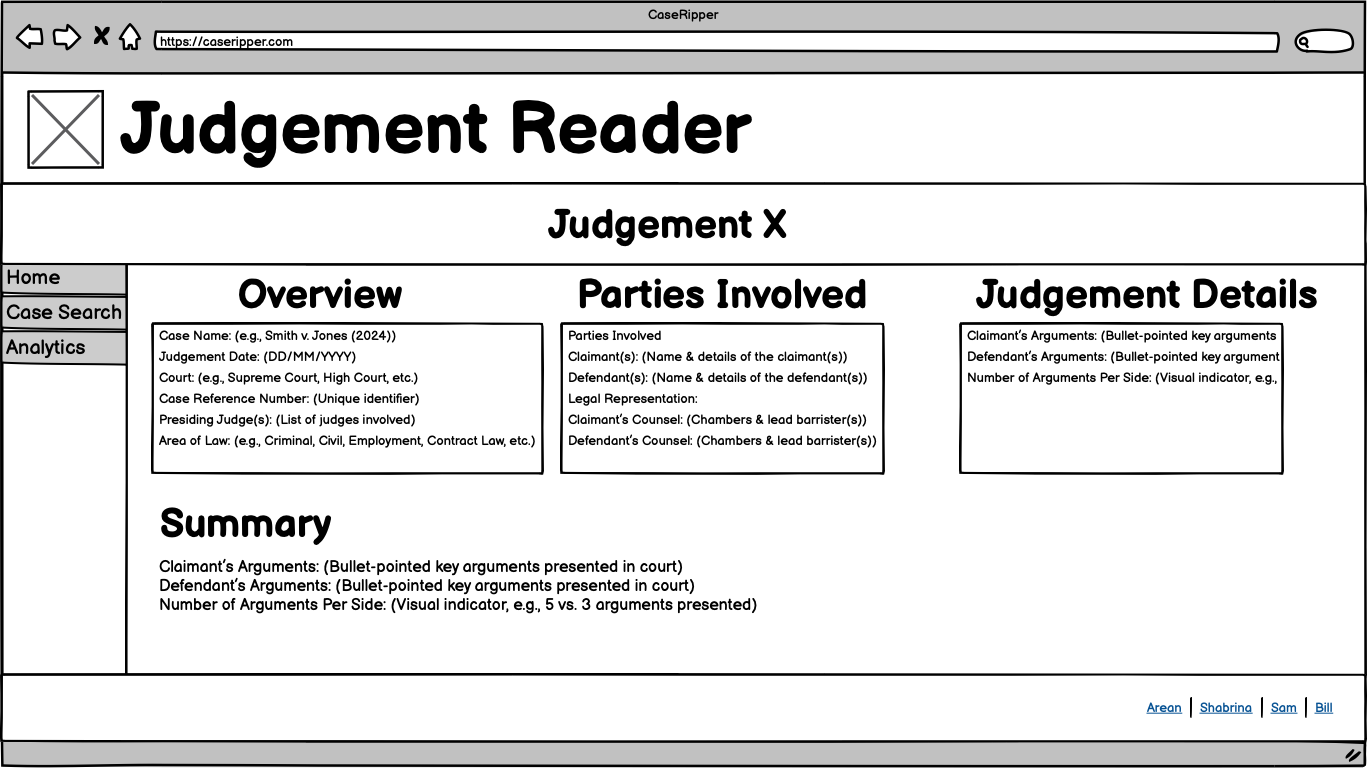 CaseRipper
https://caseripper.com
Judgement Reader
Judgement X
Home
Case Search
Analytics
Overview
Case Name: (e.g., Smith v. Jones (2024))
Judgement Date: (DD/MM/YYYY)
Court: (e.g., Supreme Court, High Court, etc.)
Case Reference Number: (Unique identifier)
Presiding Judge(s): (List of judges involved)
Area of Law: (e.g., Criminal, Civil, Employment, Contract Law, etc.)
Parties Involved
Parties Involved
Claimant(s): (Name & details of the claimant(s))
Defendant(s): (Name & details of the defendant(s))
Legal Representation:
Claimant's Counsel: (Chambers & lead barrister(s))
Defendant's Counsel: (Chambers & lead barrister(s))
Judgement Details
Claimant's Arguments: (Bullet-pointed key arguments
Defendant's Arguments: (Bullet-pointed key argument
Number of Arguments Per Side: (Visual indicator, e.g.,
Summary
Claimant's Arguments: (Bullet-pointed key arguments presented in court)
Defendant's Arguments: (Bullet-pointed key arguments presented in court)
Number of Arguments Per Side: (Visual indicator, e.g., 5 vs. 3 arguments presented)
Arean | Shabrina | Sam | Bill